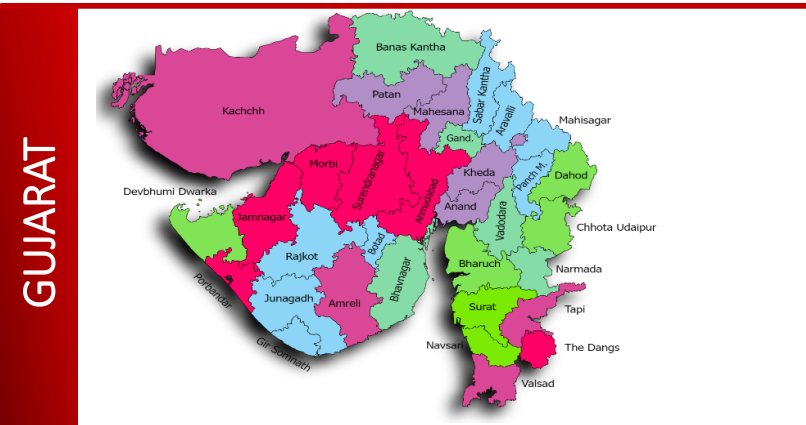 GUJARAT
Banas Kantha
Patan
Mahesana
Sabar Kantha
Aravalli
Kachchh
Mahisagar
Gand.
Morbi
Surendranagar
Ahmadabad
Kheda
Panch M.
Dahod
Devbhumi Dwarka
Jamnagar
Anand
Vadodara
Chhota Udaipur
Rajkot
Botad
Bhavnagar
Bharuch
Narmada
Porbandar
Junagadh
Amreli
Surat
Tapi
Gir Somnath
Navsari
The Dangs
Valsad